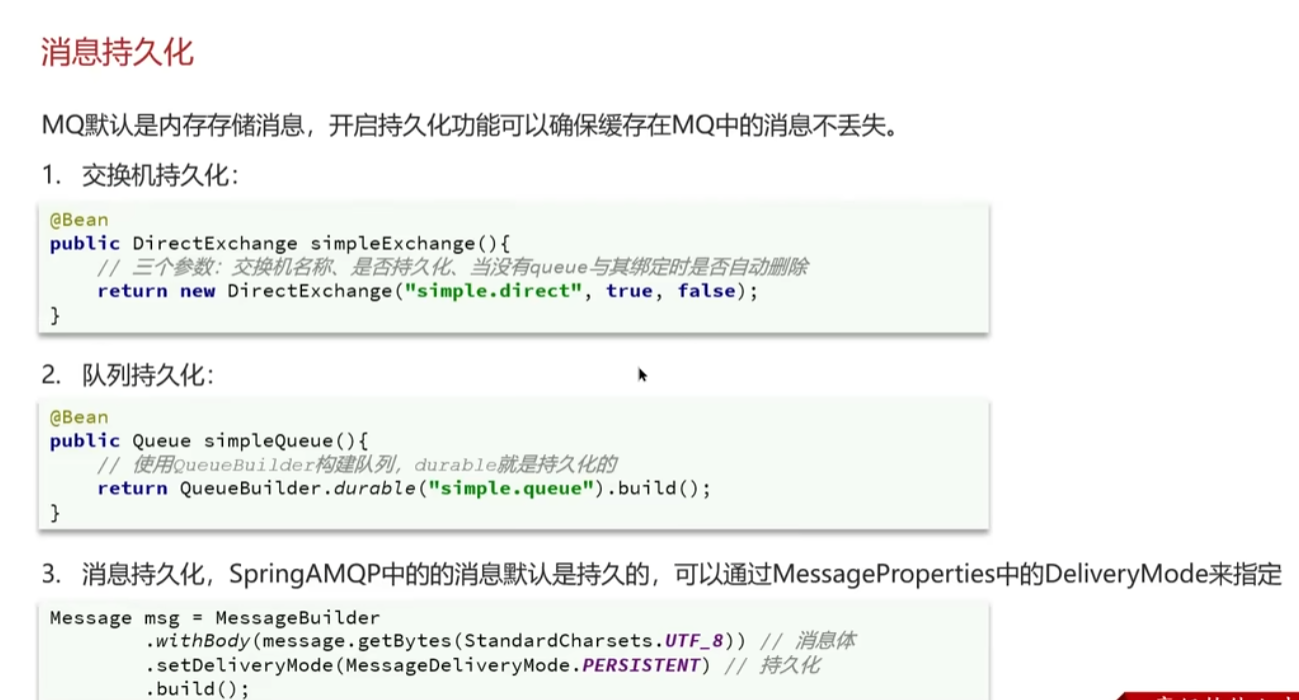 消息持久化
MQ默认是内存存储消息，开启持久化功能可以确保缓存在MQ中的消息不丢失。
1. 交换机持久化：
@Bean
public DirectExchange simpleExchange(){
// 三个参数：交换机名称、是否持久化、当没有queue与其绑定时是否自动删除
return new DirectExchange("simple.direct", true, false);
}
2. 队列持久化：
@Bean
public Queue simpleQueue(){
// 使用QueueBuilder构建队列，durable就是持久化的
return QueueBuilder.durable("simple.queue").build();
}
3. 消息持久化，SpringAMQP中的的消息默认是持久的，可以通过MessageProperties中的DeliveryMode来指定
Message msg = MessageBuilder
.withBody(message.getBytes(StandardCharsets.UTF_8)) // 消息体
.setDeliveryMode(MessageDeliveryMode.PERSISTENT) // 持久化
.build();